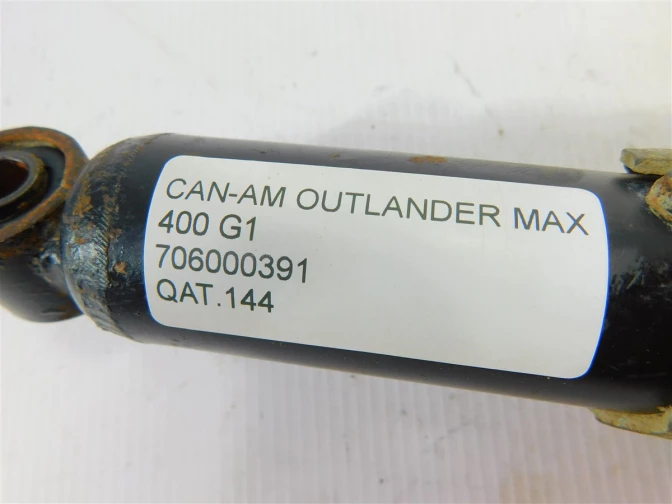 CAN-AM OUTLANDER MAX
400 G1
706000391
QAT.144